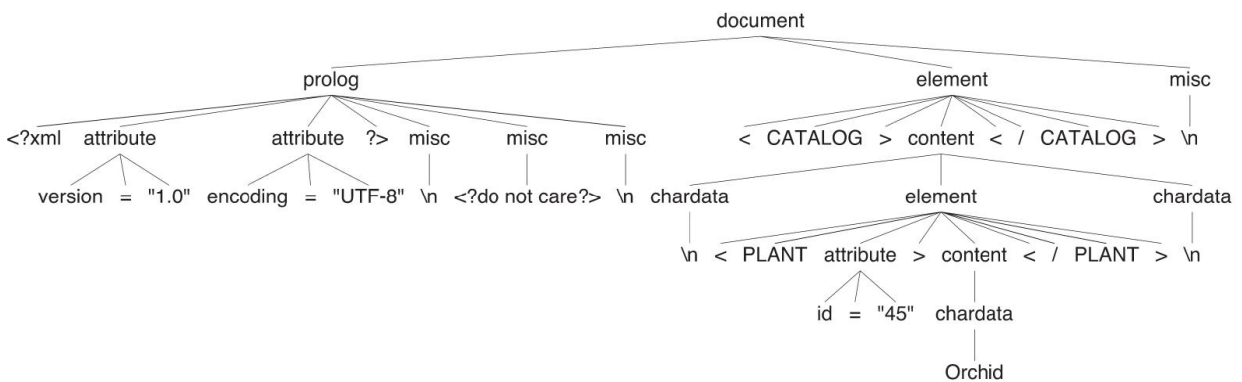 document
prolog element misc
<?xml attribute attribute ?> misc misc misc < CATALOG > content < / CATALOG > \n
version = "1.0" encoding = "UTF-8" \n <?do not care?> \n chardata element chardata
\n < PLANT attribute > content < / PLANT > \n
id = "45" chardata
Orchid